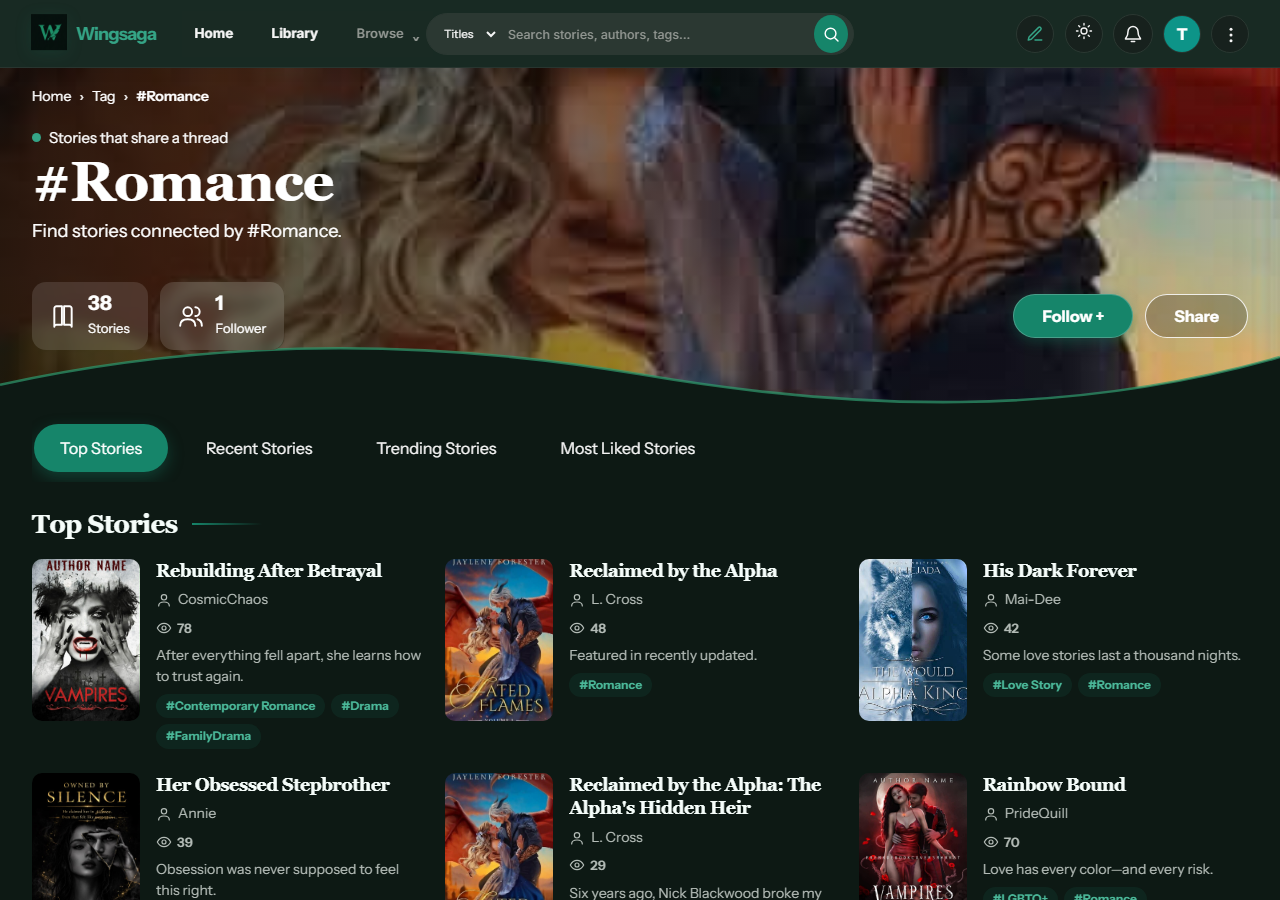 W Wingsaga Home Library Browse Titles Search stories, authors, tags... T
Home › Tag › #Romance
Stories that share a thread
#Romance
Find stories connected by #Romance.
38 Stories
1 Follower
Follow +
Share
Top Stories Recent Stories Trending Stories Most Liked Stories
Top Stories
AUTHOR NAME
VAMPIRES
Rebuilding After Betrayal
CosmicChaos
78
After everything fell apart, she learns how
to trust again.
#Contemporary Romance #Drama
#FamilyDrama
JAYLENE FORESTER
FATED
FLAMES
Reclaimed by the Alpha
L. Cross
48
Featured in recently updated.
#Romance
THE WOULD
BE
ALPHA KING
His Dark Forever
Mai-Dee
42
Some love stories last a thousand nights.
#Love Story #Romance
OWNED BY
SILENCE
Her Obsessed Stepbrother
Annie
39
Obsession was never supposed to feel
this right.
JAYLENE FORESTER
Reclaimed by the Alpha: The
Alpha's Hidden Heir
L. Cross
29
Six years ago, Nick Blackwood broke my
AUTHOR NAME
VAMPIRES
Rainbow Bound
PrideQuill
70
Love has every color—and every risk.
#LGBTQ+ #Romance